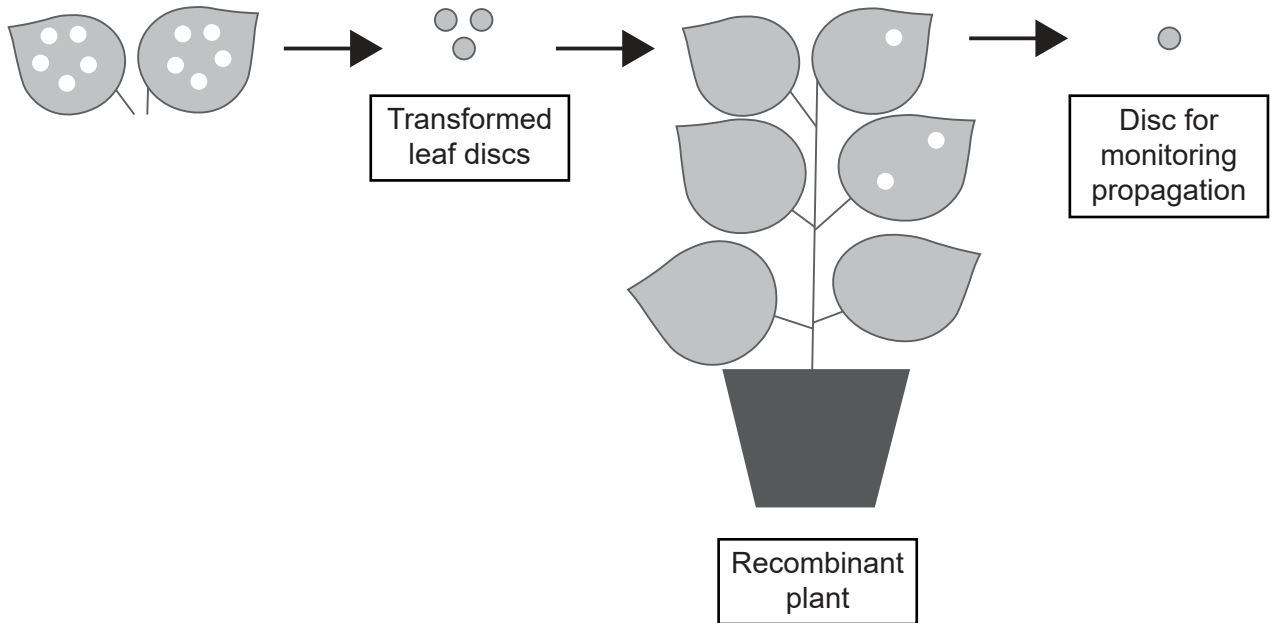 Transformed
leaf discs
Disc for
monitoring
propagation
Recombinant
plant